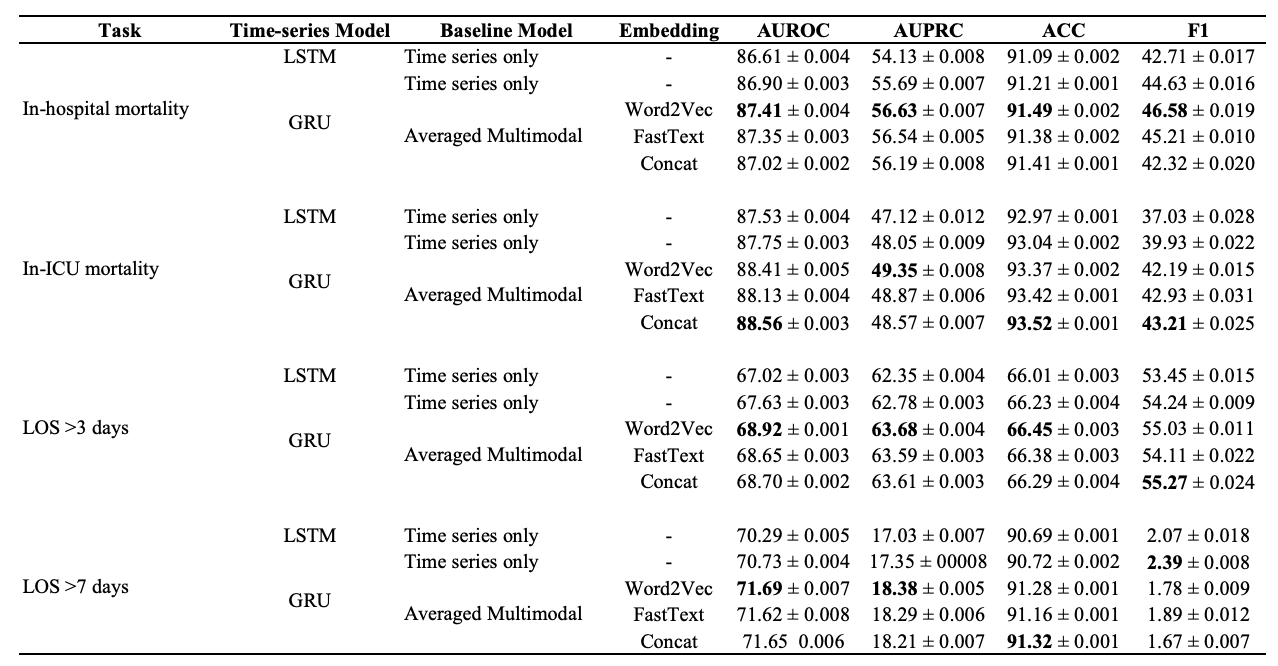 Task Time-series Model Baseline Model Embedding AUROC AUPRC ACC F1
LSTM Time series only - 86.61 ± 0.004 54.13 ± 0.008 91.09 ± 0.002 42.71 ± 0.017
Time series only - 86.90 ± 0.003 55.69 ± 0.007 91.21 ± 0.001 44.63 ± 0.016
In-hospital mortality GRU Word2Vec 87.41 ± 0.004 56.63 ± 0.007 91.49 ± 0.002 46.58 ± 0.019
Averaged Multimodal FastText 87.35 ± 0.003 56.54 ± 0.005 91.38 ± 0.002 45.21 ± 0.010
Concat 87.02 ± 0.002 56.19 ± 0.008 91.41 ± 0.001 42.32 ± 0.020
LSTM Time series only - 87.53 ± 0.004 47.12 ± 0.012 92.97 ± 0.001 37.03 ± 0.028
Time series only - 87.75 ± 0.003 48.05 ± 0.009 93.04 ± 0.002 39.93 ± 0.022
In-ICU mortality GRU Word2Vec 88.41 ± 0.005 49.35 ± 0.008 93.37 ± 0.002 42.19 ± 0.015
Averaged Multimodal FastText 88.13 ± 0.004 48.87 ± 0.006 93.42 ± 0.001 42.93 ± 0.031
Concat 88.56 ± 0.003 48.57 ± 0.007 93.52 ± 0.001 43.21 ± 0.025
LSTM Time series only - 67.02 ± 0.003 62.35 ± 0.004 66.01 ± 0.003 53.45 ± 0.015
Time series only - 67.63 ± 0.003 62.78 ± 0.003 66.23 ± 0.004 54.24 ± 0.009
LOS >3 days GRU Word2Vec 68.92 ± 0.001 63.68 ± 0.004 66.45 ± 0.003 55.03 ± 0.011
Averaged Multimodal FastText 68.65 ± 0.003 63.59 ± 0.003 66.38 ± 0.003 54.11 ± 0.022
Concat 68.70 ± 0.002 63.61 ± 0.003 66.29 ± 0.004 55.27 ± 0.024
LSTM Time series only - 70.29 ± 0.005 17.03 ± 0.007 90.69 ± 0.001 2.07 ± 0.018
Time series only - 70.73 ± 0.004 17.35 ± 00008 90.72 ± 0.002 2.39 ± 0.008
LOS >7 days GRU Word2Vec 71.69 ± 0.007 18.38 ± 0.005 91.28 ± 0.001 1.78 ± 0.009
Averaged Multimodal FastText 71.62 ± 0.008 18.29 ± 0.006 91.16 ± 0.001 1.89 ± 0.012
Concat 71.65 0.006 18.21 ± 0.007 91.32 ± 0.001 1.67 ± 0.007